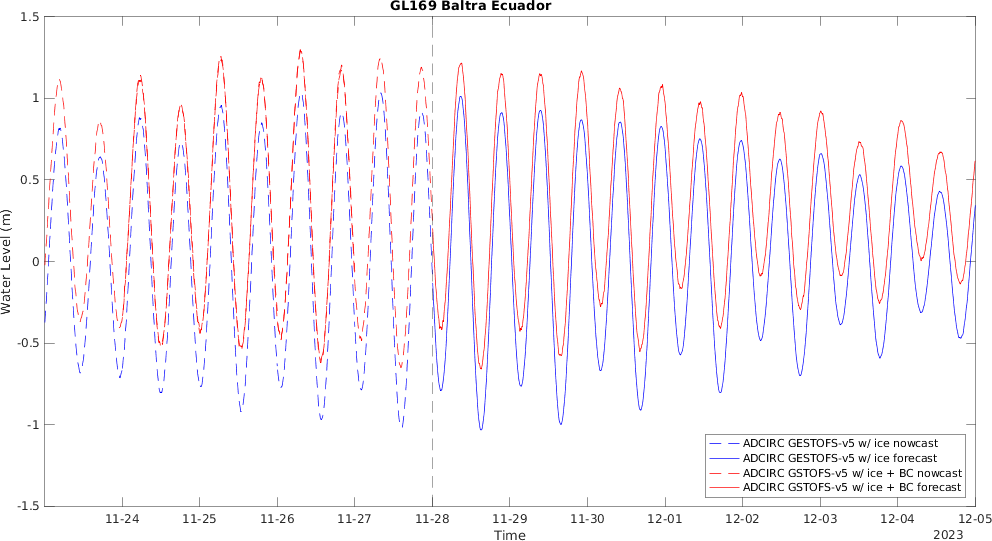 GL169 Baltra Ecuador
1.5
1
0.5
0
-0.5
-1
-1.5
Water Level (m)
ADCIRC GESTOFS-v5 w/ ice nowcast
ADCIRC GESTOFS-v5 w/ ice forecast
ADCIRC GSTOFS-v5 w/ ice + BC nowcast
ADCIRC GSTOFS-v5 w/ ice + BC forecast
11-24 11-25 11-26 11-27 11-28 11-29 11-30 12-01 12-02 12-03 12-04 12-05
Time
2023